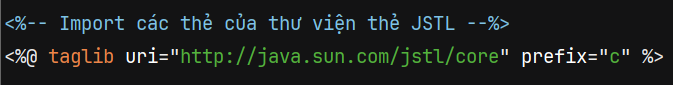 <%-- Import các thẻ của thư viện thẻ JSTL --%>
<%@ taglib uri="http://java.sun.com/jstl/core" prefix="c" %>